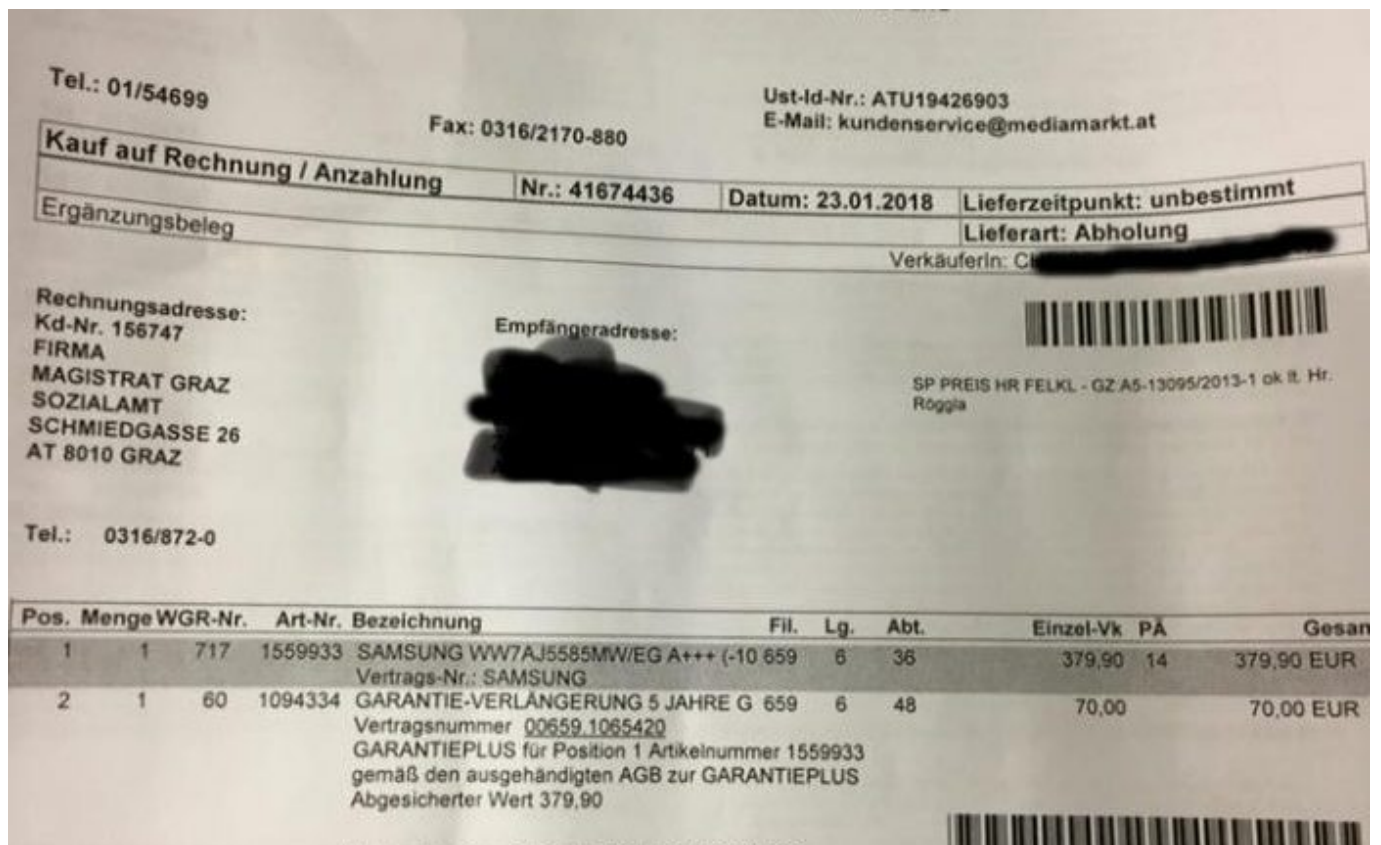 Tel.: 01/54699
Fax: 0316/2170-880
Ust-Id-Nr.: ATU19426903
E-Mail: kundenservice@mediamarkt.at
Kauf auf Rechnung / Anzahlung Nr.: 41674436 Datum: 23.01.2018 Lieferzeitpunkt: unbestimmt
Lieferart: Abholung
Ergänzungsbeleg
VerkäuferIn:
Rechnungsadresse:
Kd-Nr. 156747
FIRMA
MAGISTRAT GRAZ
SOZIALAMT
SCHMIEDGASSE 26
AT 8010 GRAZ
Empfängeradresse:
SP PREIS HR FELKL - GZ A5-13095/2013-1 ok lt. Hr.
Röggla
Tel.: 0316/872-0
Pos. Menge WGR-Nr. Art-Nr. Bezeichnung Fil. Lg. Abt. Einzel-Vk PÄ Gesan
1 1 717 1559933 SAMSUNG WW7AJ5585MW/EG A+++ (-10 659 6 36 379,90 14 379,90 EUR
Vertrags-Nr.: SAMSUNG
2 1 60 1094334 GARANTIE-VERLÄNGERUNG 5 JAHRE G 659 6 48 70,00 70,00 EUR
Vertragsnummer 00659.1065420
GARANTIEPLUS für Position 1 Artikelnummer 1559933
gemäß den ausgehändigten AGB zur GARANTIEPLUS
Abgesicherter Wert 379,90